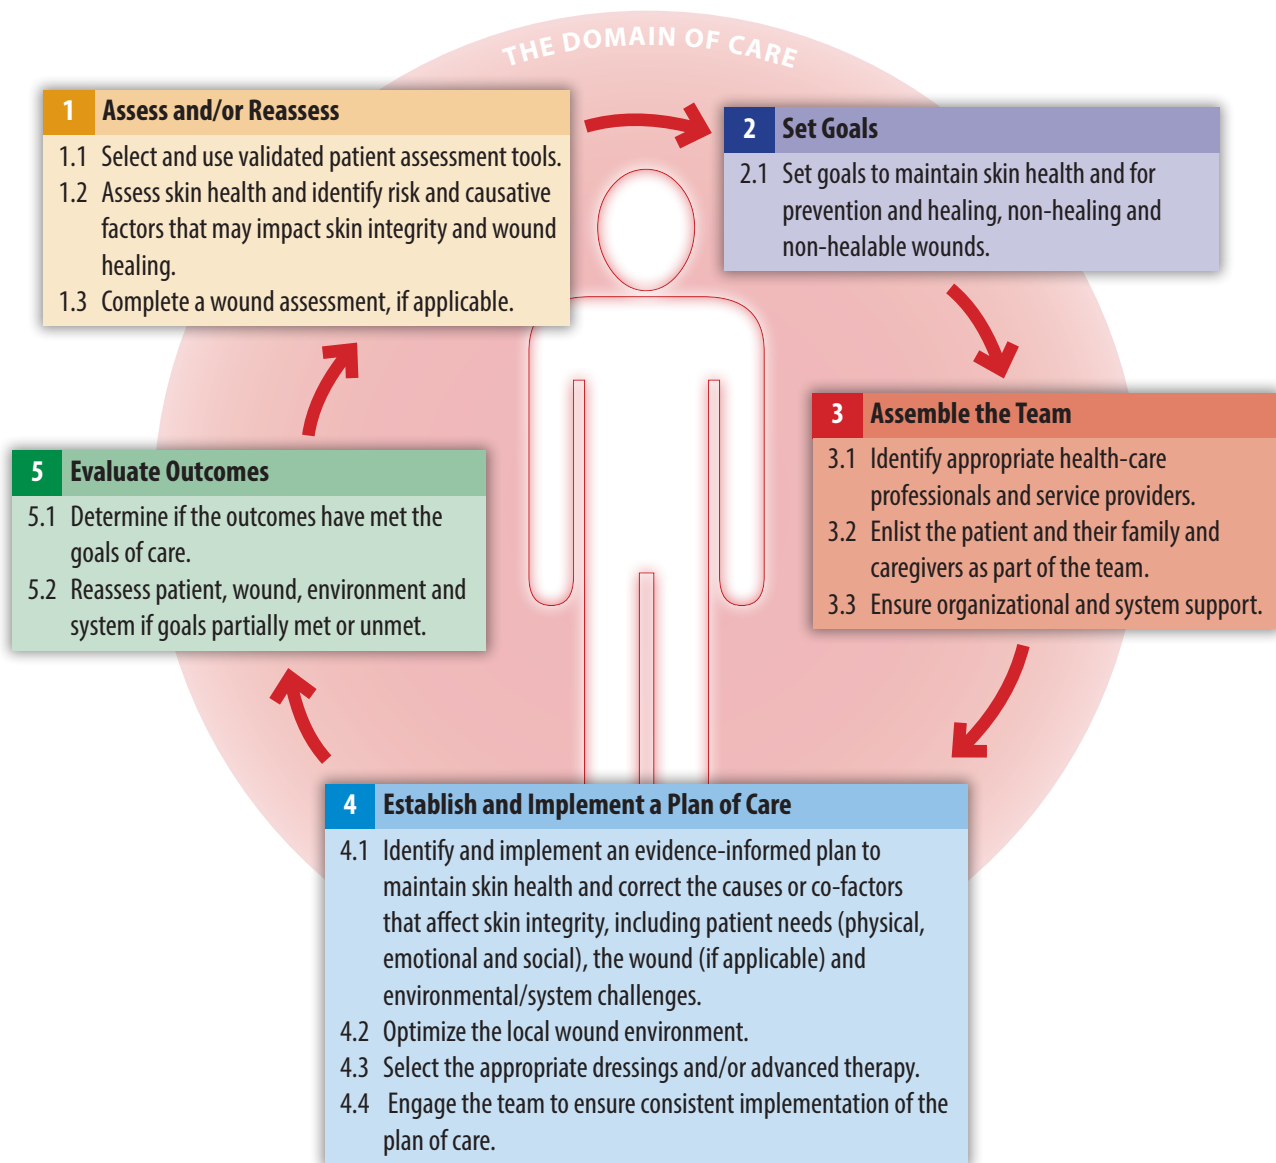 THE DOMAIN OF CARE
1 Assess and/or Reassess
1.1 Select and use validated patient assessment tools.
1.2 Assess skin health and identify risk and causative
factors that may impact skin integrity and wound
healing.
1.3 Complete a wound assessment, if applicable.
2 Set Goals
2.1 Set goals to maintain skin health and for
prevention and healing, non-healing and
non-healable wounds.
3 Assemble the Team
3.1 Identify appropriate health-care
professionals and service providers.
3.2 Enlist the patient and their family and
caregivers as part of the team.
3.3 Ensure organizational and system support.
4 Establish and Implement a Plan of Care
4.1 Identify and implement an evidence-informed plan to
maintain skin health and correct the causes or co-factors
that affect skin integrity, including patient needs (physical,
emotional and social), the wound (if applicable) and
environmental/system challenges.
4.2 Optimize the local wound environment.
4.3 Select the appropriate dressings and/or advanced therapy.
4.4 Engage the team to ensure consistent implementation of the
plan of care.
5 Evaluate Outcomes
5.1 Determine if the outcomes have met the
goals of care.
5.2 Reassess patient, wound, environment and
system if goals partially met or unmet.